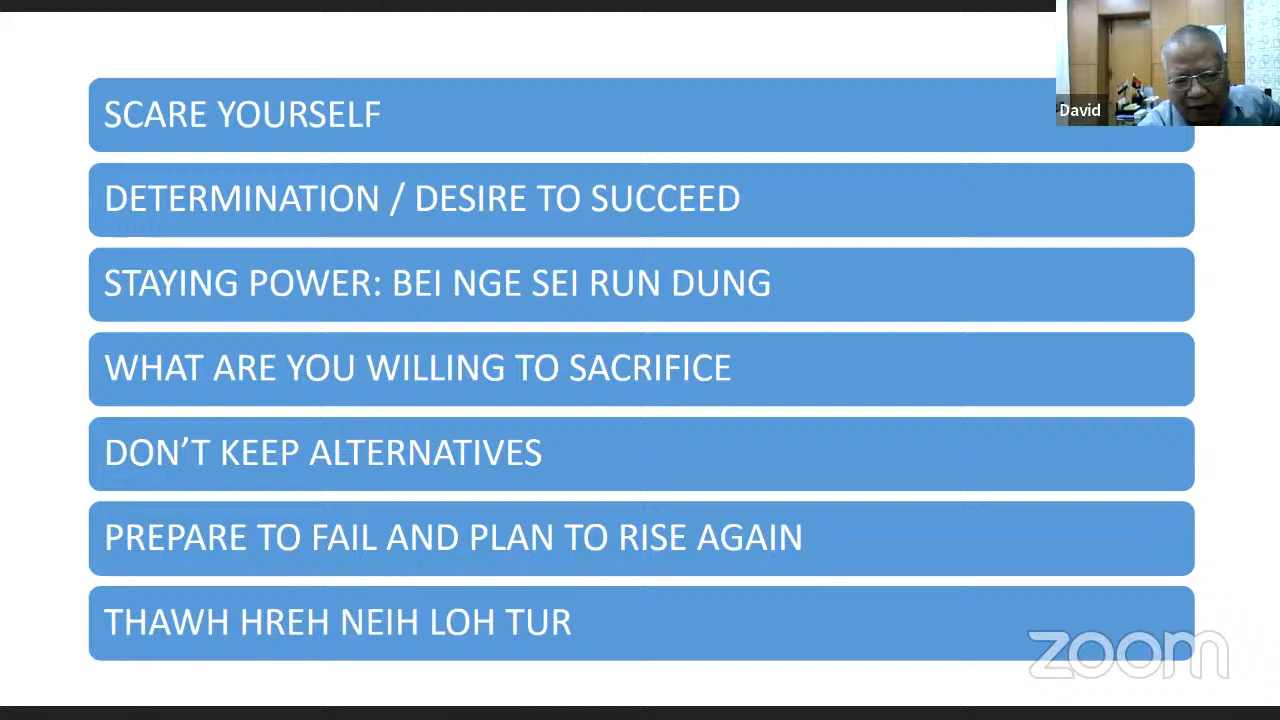 SCARE YOURSELF
David
DETERMINATION / DESIRE TO SUCCEED
STAYING POWER: BEI NGE SEI RUN DUNG
WHAT ARE YOU WILLING TO SACRIFICE
DON’T KEEP ALTERNATIVES
PREPARE TO FAIL AND PLAN TO RISE AGAIN
THAWH HREH NEIH LOH TUR
zoom